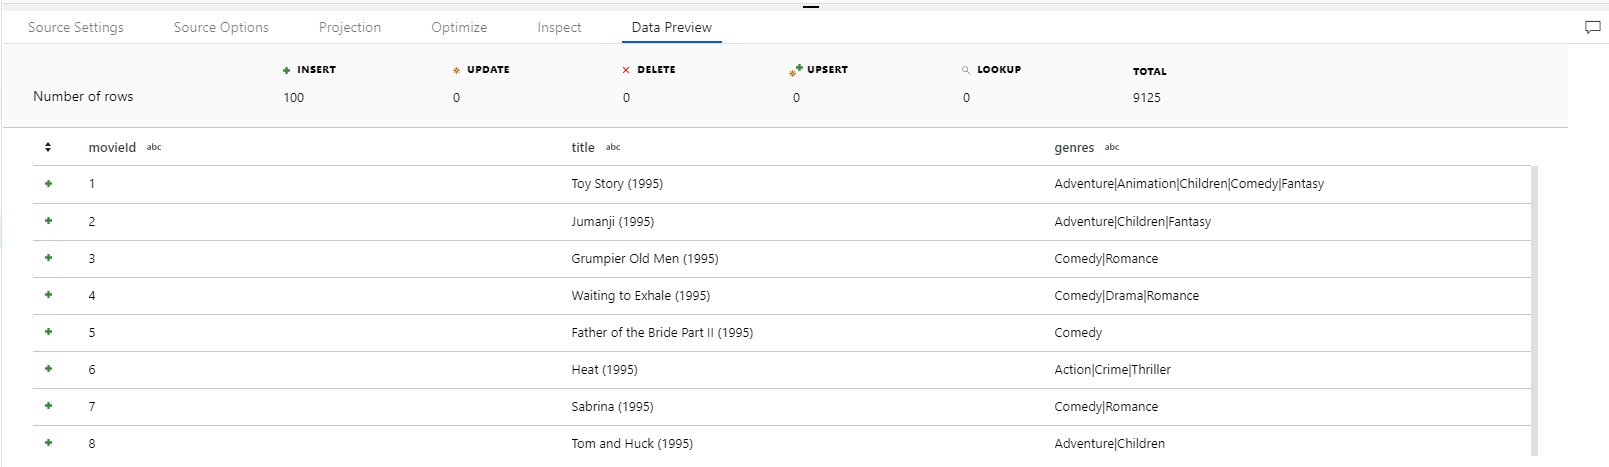 Source Settings Source Options Projection Optimize Inspect Data Preview
INSERT UPDATE DELETE UPSERT LOOKUP TOTAL
Number of rows 100 0 0 0 0 9125
movieId abc title abc genres abc
1 Toy Story (1995) Adventure|Animation|Children|Comedy|Fantasy
2 Jumanji (1995) Adventure|Children|Fantasy
3 Grumpier Old Men (1995) Comedy|Romance
4 Waiting to Exhale (1995) Comedy|Drama|Romance
5 Father of the Bride Part II (1995) Comedy
6 Heat (1995) Action|Crime|Thriller
7 Sabrina (1995) Comedy|Romance
8 Tom and Huck (1995) Adventure|Children